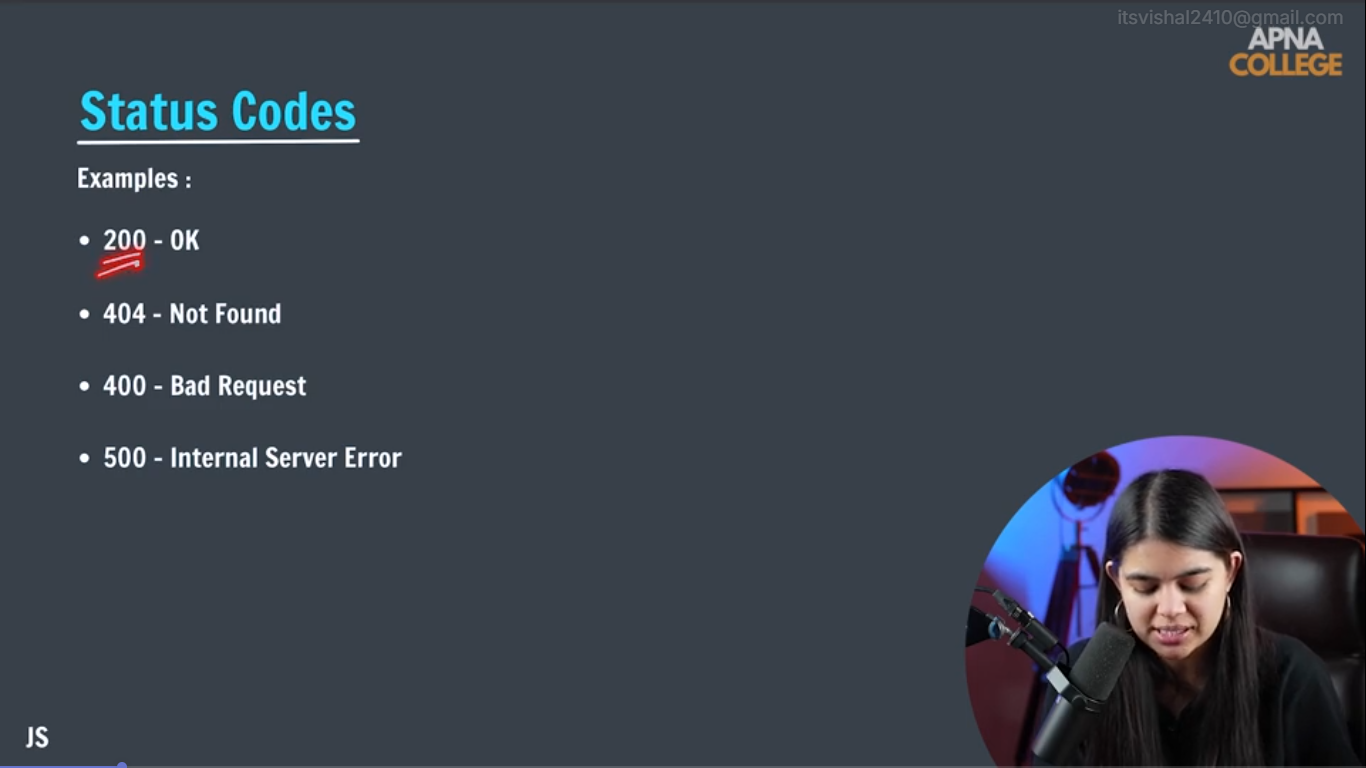 itsvishal2410@gmail.com
APNA
COLLEGE
Status Codes
Examples :
• 200 - OK
• 404 - Not Found
• 400 - Bad Request
• 500 - Internal Server Error
JS